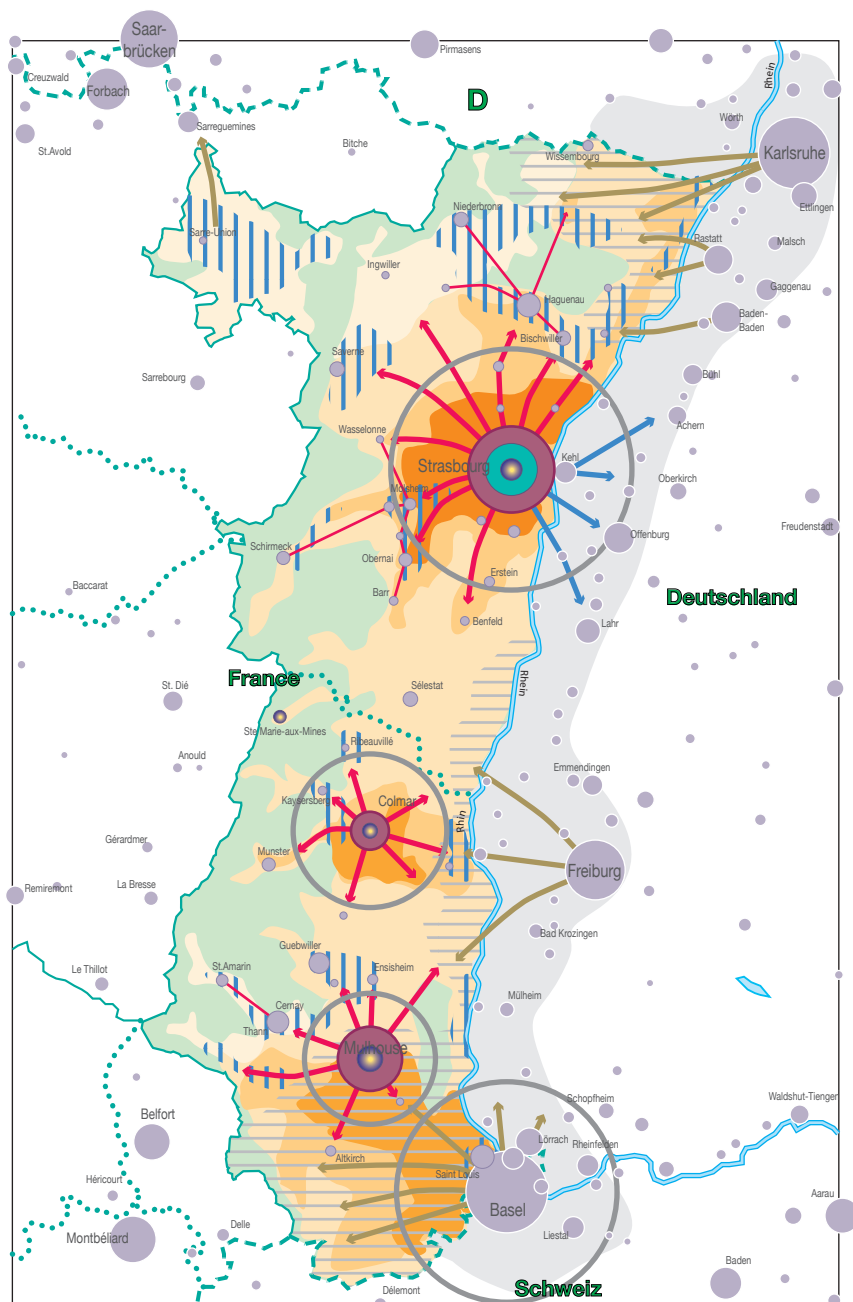 Saar-
brücken
Pirmasens
Creuzwald
Forbach
D
Rhein
Sarreguemines
Wörth
St.Avold
Bitche
Wissembourg
Karlsruhe
Niederbronn
Ettlingen
Sarre-Union
Rastatt
Malsch
Ingwiller
Gaggenau
Haguenau
Baden-
Baden
Bischwiller
Saverne
Sarrebourg
Bühl
Achern
Wasselonne
Strasbourg
Kehl
Molsheim
Oberkirch
Freudenstadt
Offenburg
Schirmeck
Obernai
Erstein
Baccarat
Barr
Deutschland
Benfeld
Lahr
France
Rhein
St. Dié
Sélestat
Ste Marie-aux-Mines
Ribeauvillé
Anould
Emmendingen
Kaysersberg
Colmar
Rhin
Gérardmer
Munster
Freiburg
La Bresse
Remiremont
Bad Krozingen
Guebwiller
St.Amarin
Ensisheim
Le Thillot
Mülheim
Cernay
Thann
Mulhouse
Schopfheim
Waldshut-Tiengen
Belfort
Lörrach
Rheinfelden
Altkirch
Saint Louis
Héricourt
Aarau
Basel
Delle
Montbéliard
Liestal
Baden
Délemont
Schweiz